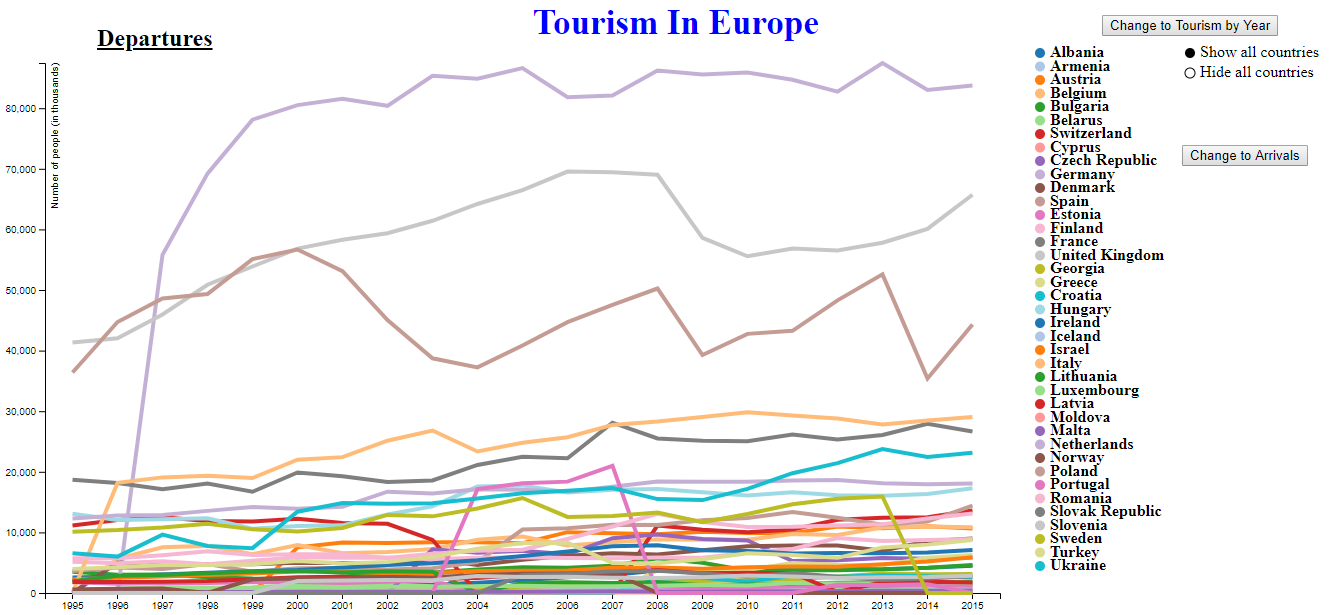 Tourism In Europe
Departures
Number of people (in thousands)
80,000
70,000
60,000
50,000
40,000
30,000
20,000
10,000
0
1995 1996 1997 1998 1999 2000 2001 2002 2003 2004 2005 2006 2007 2008 2009 2010 2011 2012 2013 2014 2015
Albania
Armenia
Austria
Belgium
Bulgaria
Belarus
Switzerland
Cyprus
Czech Republic
Germany
Denmark
Spain
Estonia
Finland
France
United Kingdom
Georgia
Greece
Croatia
Hungary
Ireland
Iceland
Israel
Italy
Lithuania
Luxembourg
Latvia
Moldova
Malta
Netherlands
Norway
Poland
Portugal
Romania
Slovak Republic
Slovenia
Sweden
Turkey
Ukraine
Change to Tourism by Year
Show all countries
Hide all countries
Change to Arrivals